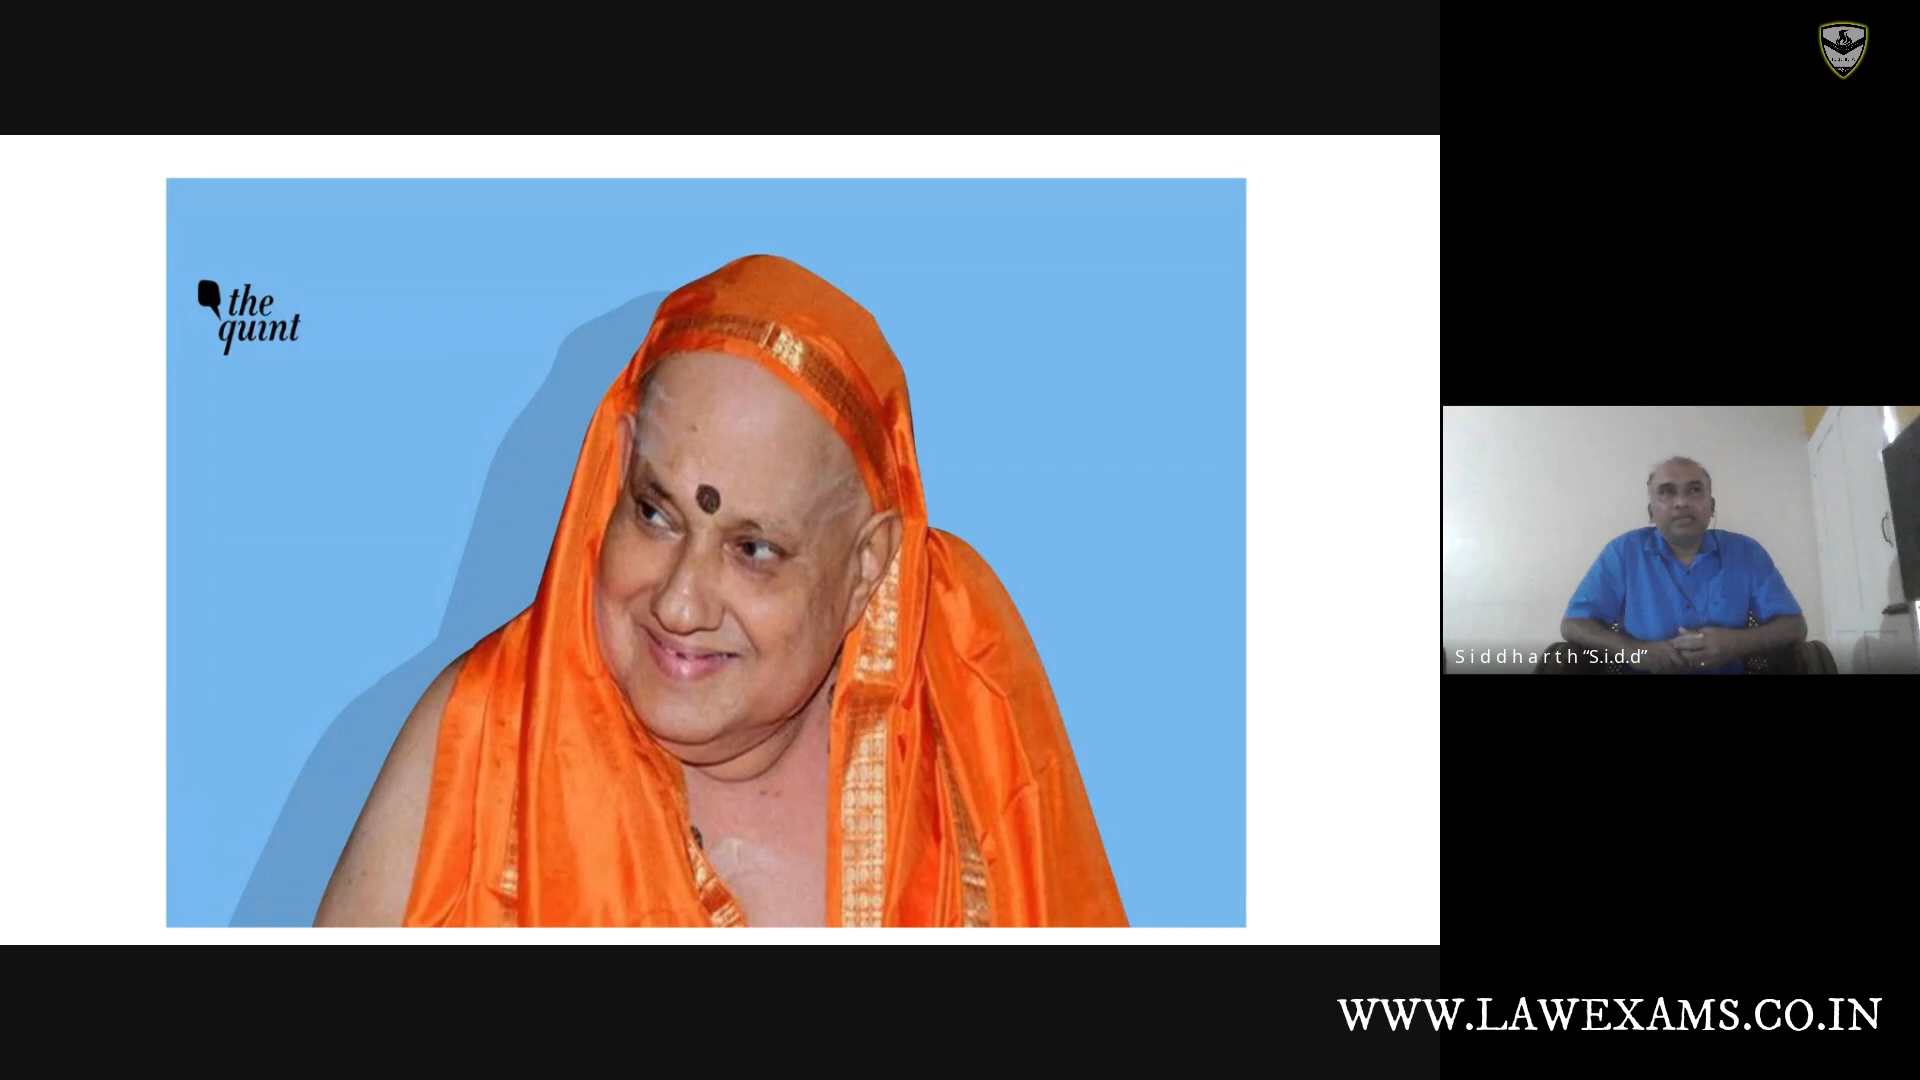 the
quint
Siddharth “S.i.d.d”
WWW.LAWEXAMS.CO.IN